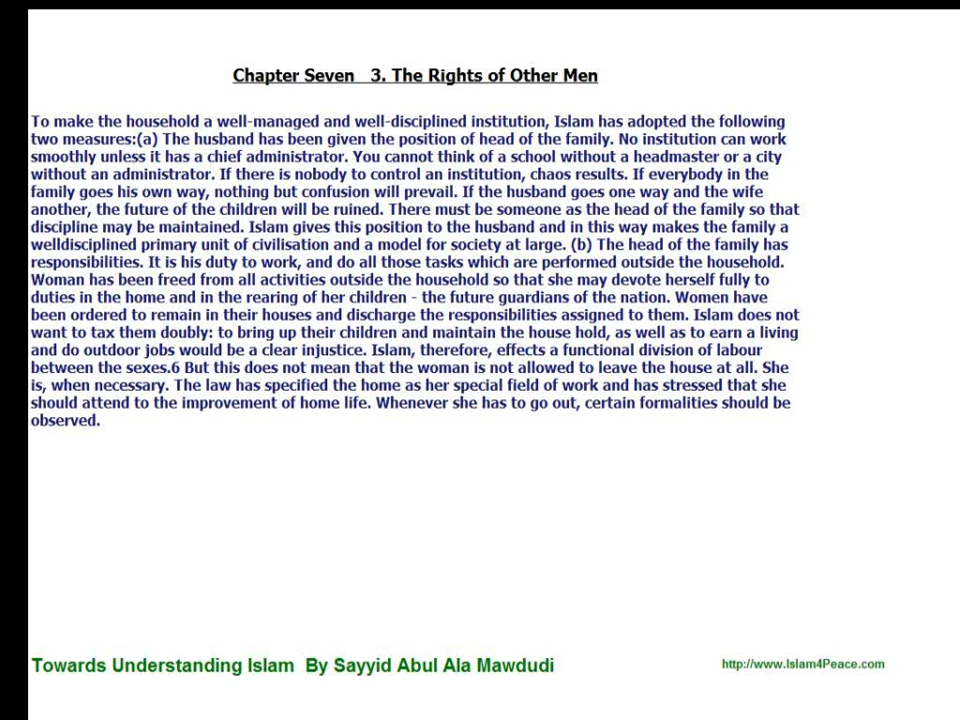 Chapter Seven   3. The Rights of Other Men
To make the household a well-managed and well-disciplined institution, Islam has adopted the following
two measures:(a) The husband has been given the position of head of the family. No institution can work
smoothly unless it has a chief administrator. You cannot think of a school without a headmaster or a city
without an administrator. If there is nobody to control an institution, chaos results. If everybody in the
family goes his own way, nothing but confusion will prevail. If the husband goes one way and the wife
another, the future of the children will be ruined. There must be someone as the head of the family so that
discipline may be maintained. Islam gives this position to the husband and in this way makes the family a
welldisciplined primary unit of civilisation and a model for society at large. (b) The head of the family has
responsibilities. It is his duty to work, and do all those tasks which are performed outside the household.
Woman has been freed from all activities outside the household so that she may devote herself fully to
duties in the home and in the rearing of her children - the future guardians of the nation. Women have
been ordered to remain in their houses and discharge the responsibilities assigned to them. Islam does not
want to tax them doubly: to bring up their children and maintain the house hold, as well as to earn a living
and do outdoor jobs would be a clear injustice. Islam, therefore, effects a functional division of labour
between the sexes.6 But this does not mean that the woman is not allowed to leave the house at all. She
is, when necessary. The law has specified the home as her special field of work and has stressed that she
should attend to the improvement of home life. Whenever she has to go out, certain formalities should be
observed.
Towards Understanding Islam  By Sayyid Abul Ala Mawdudi
http://www.Islam4Peace.com